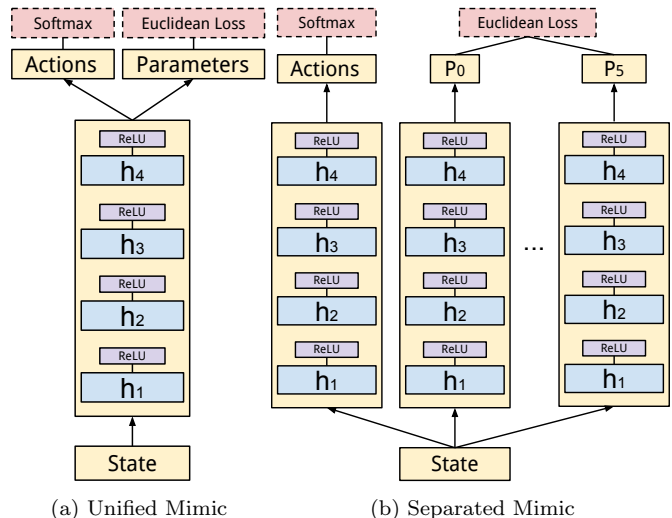 Softmax
Euclidean Loss
Actions
Parameters
ReLU
h4
ReLU
h3
ReLU
h2
ReLU
h1
State
(a) Unified Mimic
Softmax
Euclidean Loss
Actions
P0
P5
ReLU
h4
ReLU
h3
ReLU
h2
ReLU
h1
ReLU
h4
ReLU
h3
ReLU
h2
ReLU
h1
...
ReLU
h4
ReLU
h3
ReLU
h2
ReLU
h1
State
(b) Separated Mimic